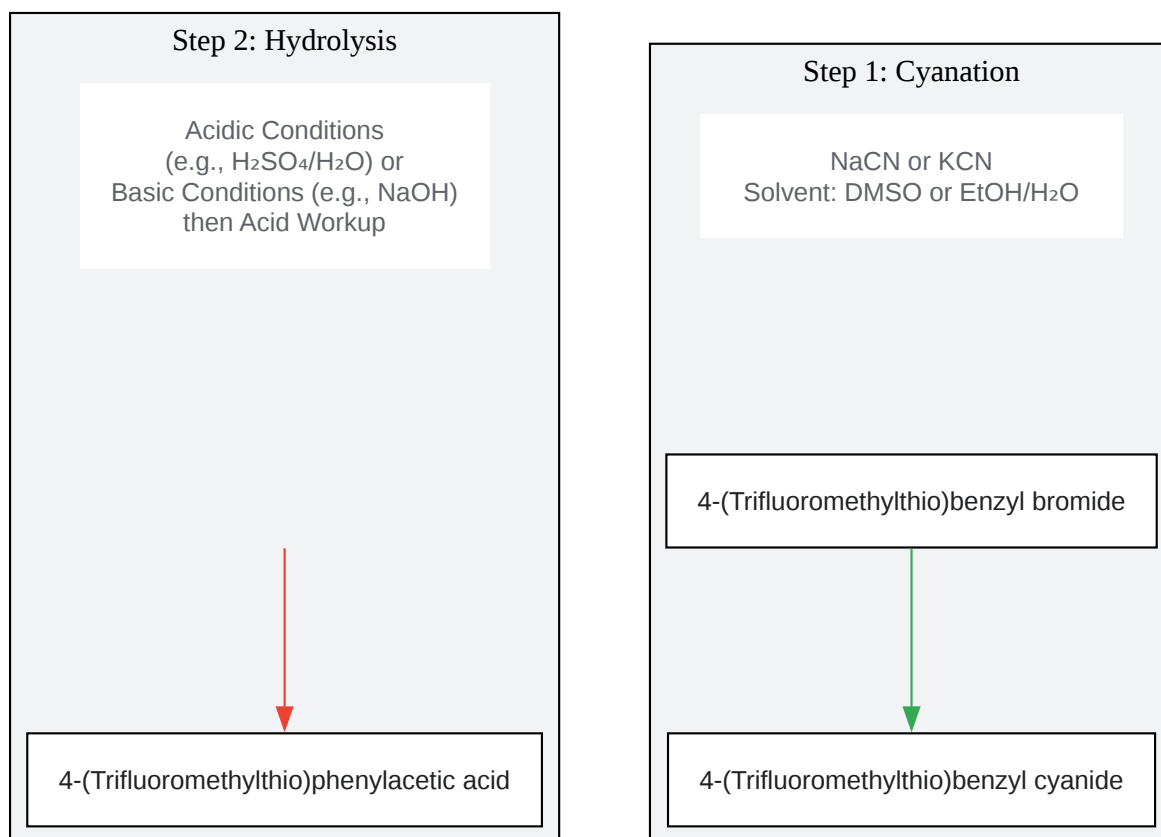 Step 2: Hydrolysis
Acidic Conditions
(e.g., H₂SO₄/H₂O) or
Basic Conditions (e.g., NaOH)
then Acid Workup
4-(Trifluoromethylthio)phenylacetic acid
Step 1: Cyanation
NaCN or KCN
Solvent: DMSO or EtOH/H₂O
4-(Trifluoromethylthio)benzyl bromide
4-(Trifluoromethylthio)benzyl cyanide